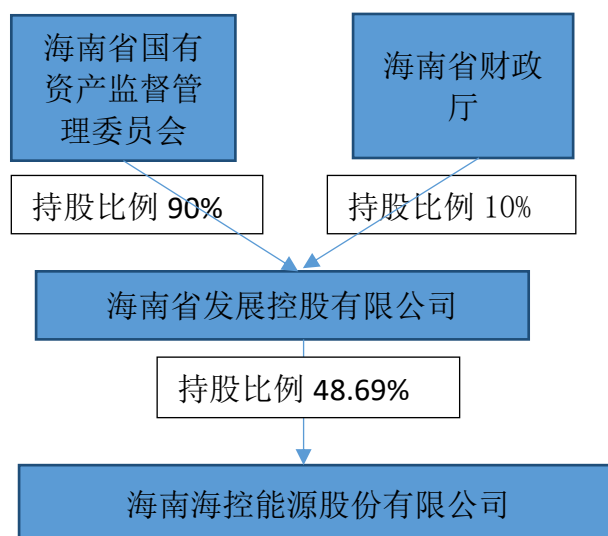 海南省国有
资产监督管
理委员会
海南省财政
厅
持股比例 90%
持股比例 10%
海南省发展控股有限公司
持股比例 48.69%
海南海控能源股份有限公司